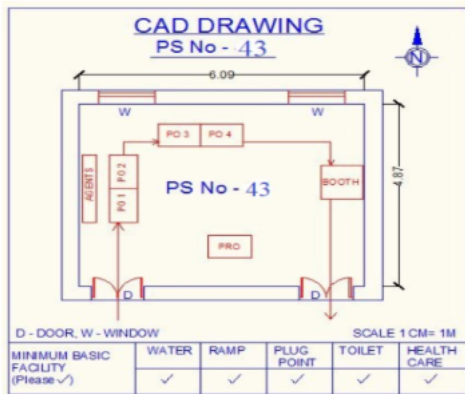 CAD DRAWING
PS No - 43
N
6.09
W
W
PO 3
PO 4
AGENTS
PO 1
PO 2
BOOTH
4.87
PS No - 43
PRO
D
D
D - DOOR, W - WINDOW
SCALE 1 CM= 1M
MINIMUM BASIC
FACILITY
(Please ✓)
WATER
RAMP
PLUG
POINT
TOILET
HEALTH
CARE
✓
✓
✓
✓
✓